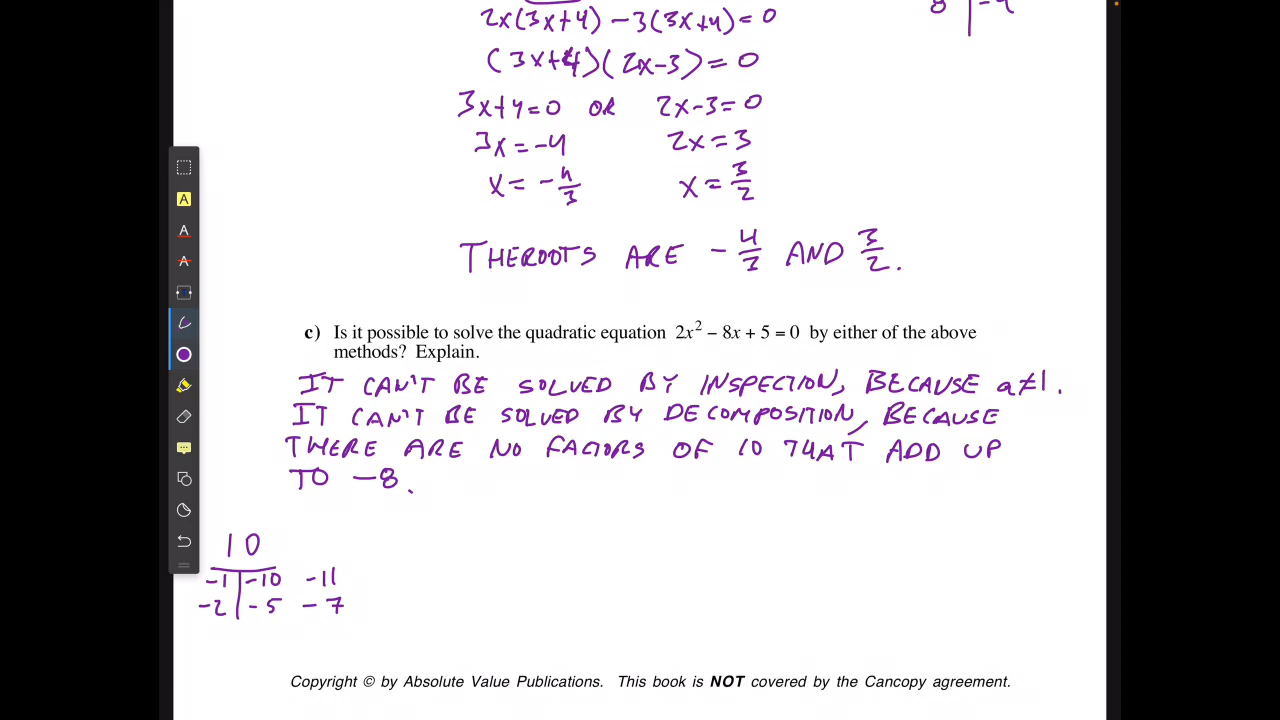 2x(3x+4) -3(3x+4) = 0
8 | -9
(3x+4)(2x-3) = 0
3x+4=0 OR 2x-3=0
3x = -4 2x = 3
x = -4/3 x = 3/2
THE ROOTS ARE -4/3 AND 3/2.
c) Is it possible to solve the quadratic equation 2x² − 8x + 5 = 0 by either of the above
methods? Explain.
IT CAN'T BE SOLVED BY INSPECTION, BECAUSE a≠1.
IT CAN'T BE SOLVED BY DECOMPOSITION, BECAUSE
THERE ARE NO FACTORS OF 10 THAT ADD UP
TO -8.
10
-1 | -10 -11
-2 | -5 -7
Copyright © by Absolute Value Publications. This book is NOT covered by the Cancopy agreement.